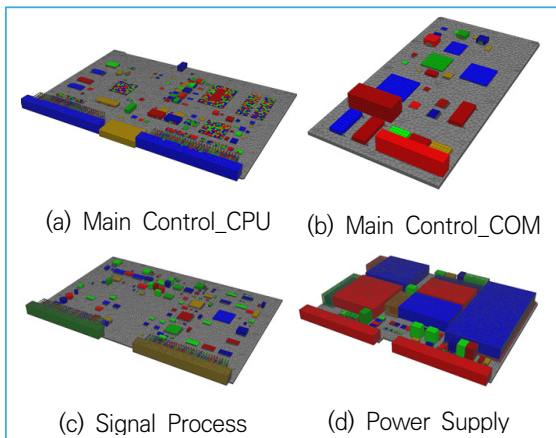 (a) Main Control_CPU
(b) Main Control_COM
(c) Signal Process
(d) Power Supply